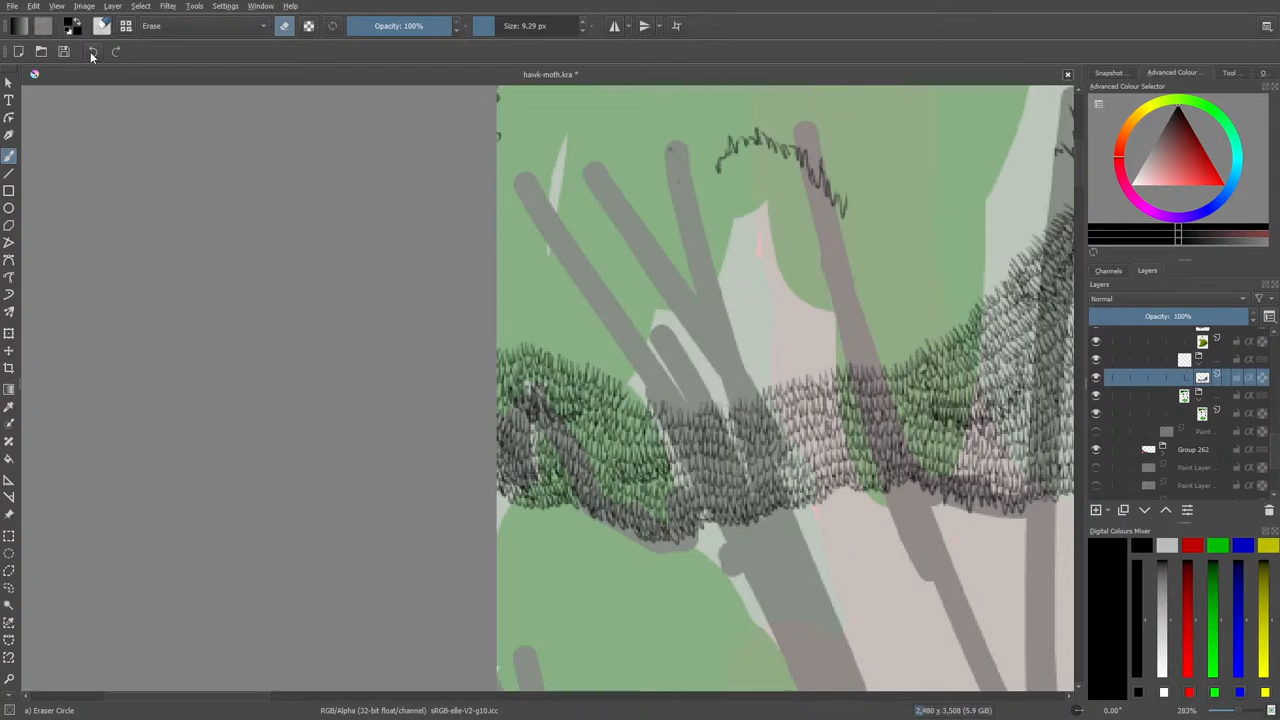 File Edit View Image Layer Select Filter Tools Settings Window Help
Erase
Opacity: 100%
Size: 9.29 px
hawk-moth.kra *
Snapshot ...
Advanced Colour ...
Tool ...
O...
Advanced Colour Selector
Channels
Layers
Layers
Normal
Opacity: 100%
Paint ...
Group 262
Paint Layer ...
Paint Layer ...
Digital Colours Mixer
a) Eraser Circle
RGB/Alpha (32-bit float/channel) sRGB-elle-V2-g10.icc
2,480 x 3,508 (5.9 GiB)
0.00°
283%